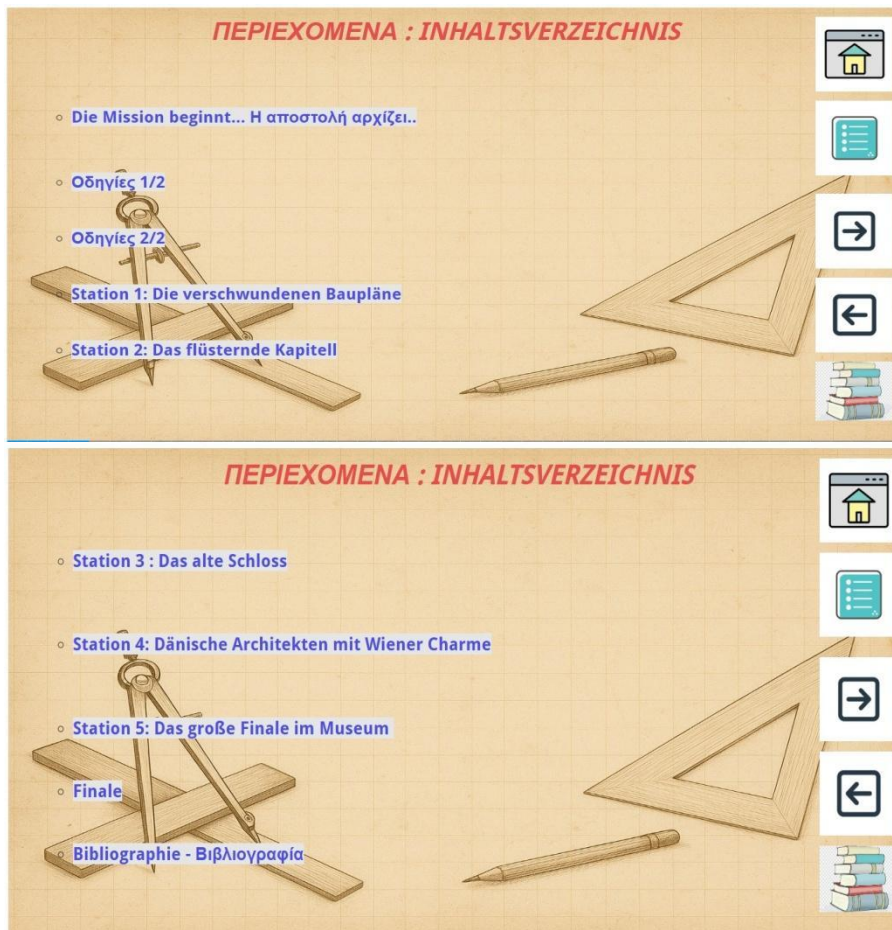 ΠΕΡΙΕΧΟΜΕΝΑ : INHALTSVERZEICHNIS
Die Mission beginnt... Η αποστολή αρχίζει..
Οδηγίες 1/2
Οδηγίες 2/2
Station 1: Die verschwundenen Baupläne
Station 2: Das flüsternde Kapitell
ΠΕΡΙΕΧΟΜΕΝΑ : INHALTSVERZEICHNIS
Station 3 : Das alte Schloss
Station 4: Dänische Architekten mit Wiener Charme
Station 5: Das große Finale im Museum
Finale
Bibliographie - Βιβλιογραφία